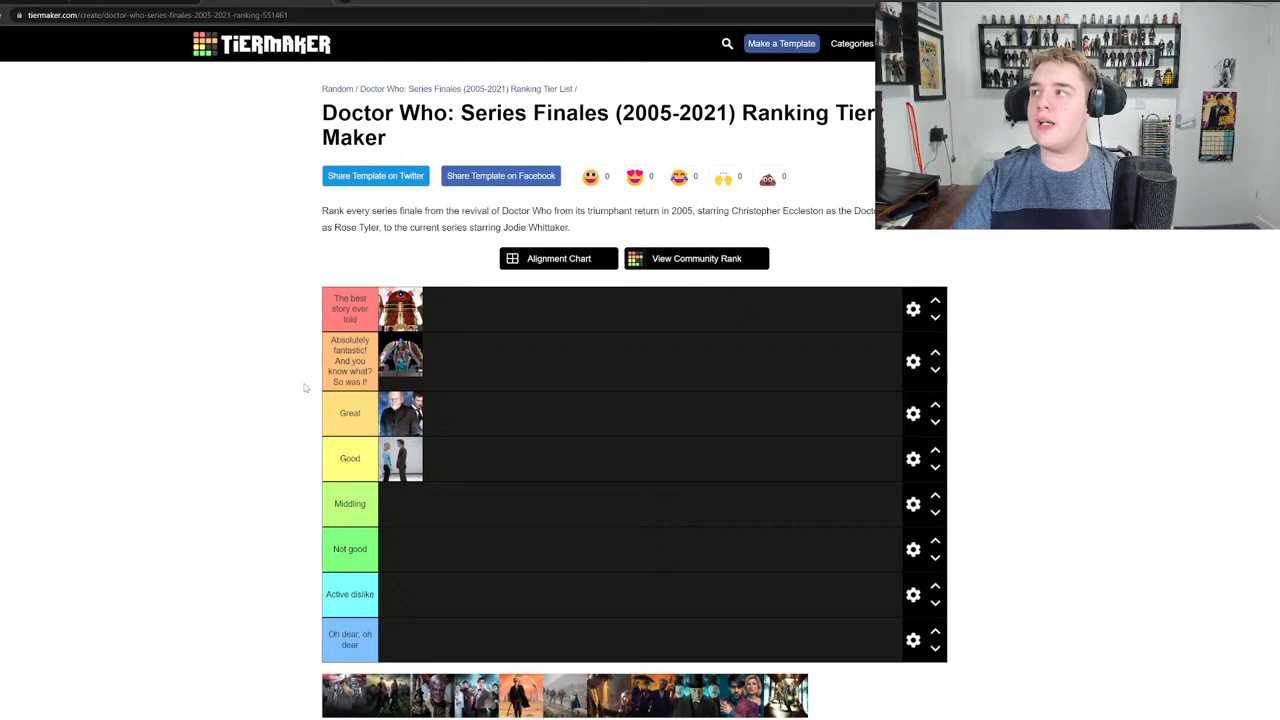 tiermaker.com/create/doctor-who-series-finales-2005-2021-ranking-551461
TIERMAKER
Make a Template
Categories
Random / Doctor Who: Series Finales (2005-2021) Ranking Tier List /
Doctor Who: Series Finales (2005-2021) Ranking Tier
Maker
Share Template on Twitter
Share Template on Facebook
0
0
0
0
0
Rank every series finale from the revival of Doctor Who from its triumphant return in 2005, starring Christopher Eccleston as the Doct
as Rose Tyler, to the current series starring Jodie Whittaker.
Alignment Chart
View Community Rank
The best
story ever
told
Absolutely
fantastic!
And you
know what?
So was I!
Great
Good
Middling
Not good
Active dislike
Oh dear, oh
dear